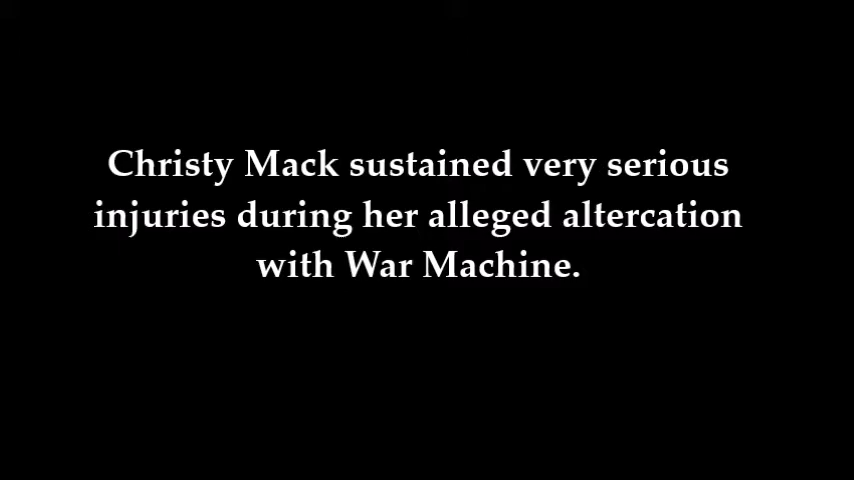 Christy Mack sustained very serious
injuries during her alleged altercation
with War Machine.